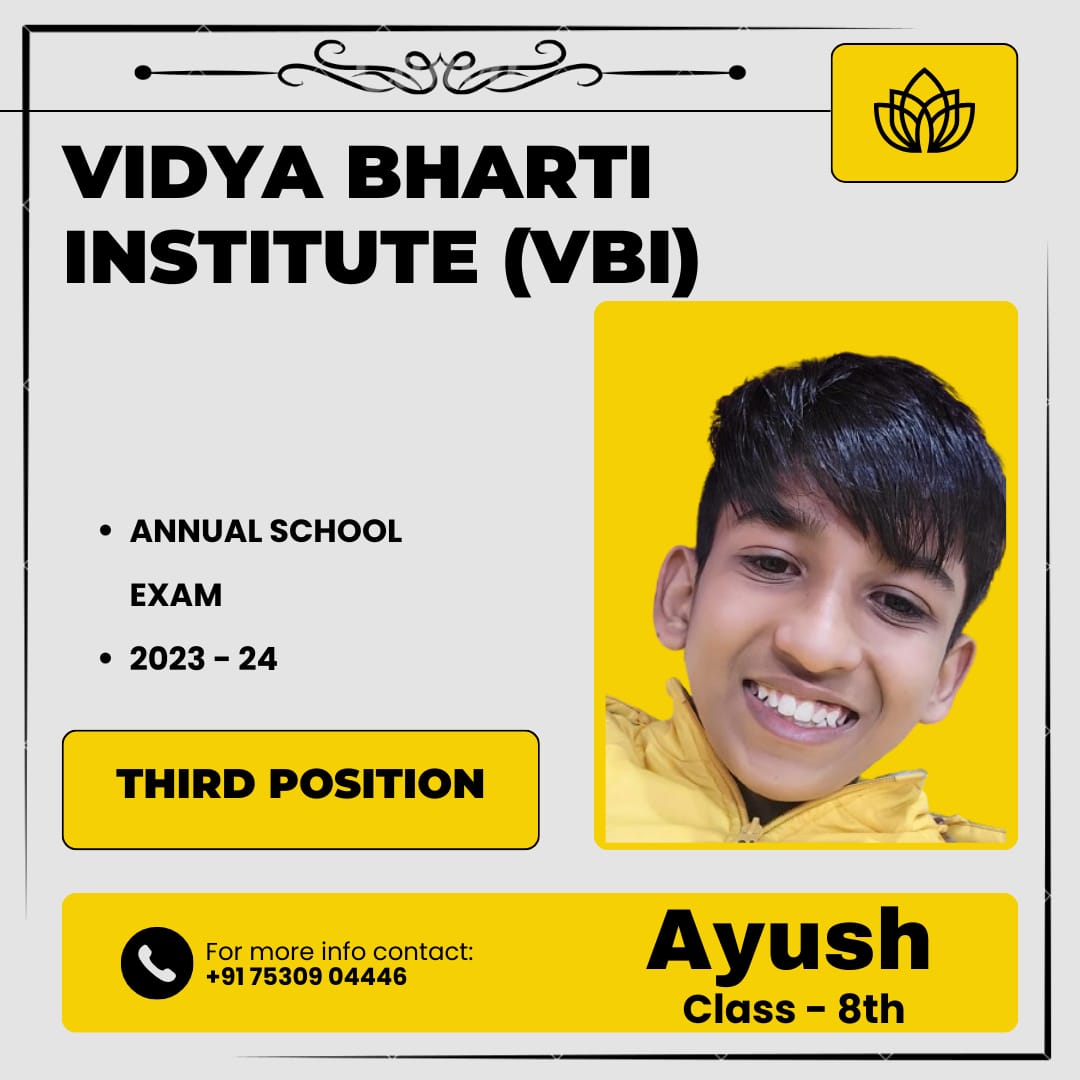 VIDYA BHARTI
INSTITUTE (VBI)
• ANNUAL SCHOOL
EXAM
• 2023 - 24
THIRD POSITION
For more info contact:
+91 75309 04446
Ayush
Class - 8th